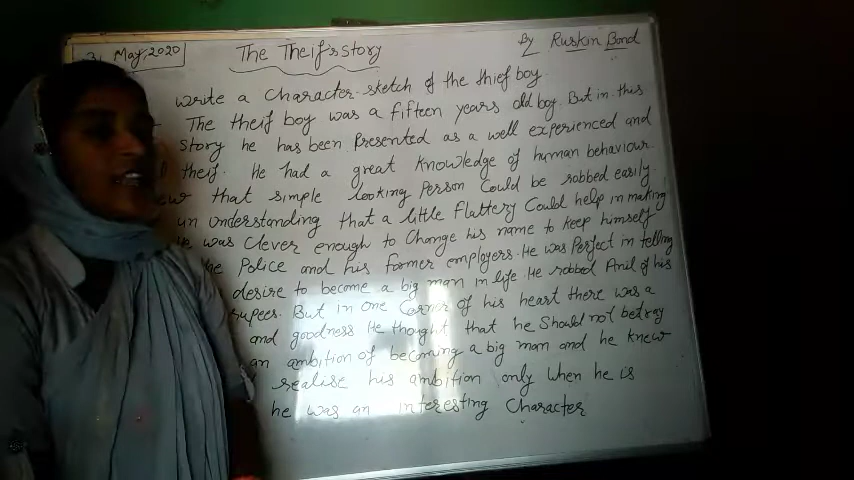 31 May, 2020
The Theif's story
By Ruskin Bond
write a character-sketch of the thief boy.
The theif boy was a fifteen years old boy. But in this
story he has been Presented as a well experienced and
theif. He had a great knowledge of human behaviour.
that simple looking Person Could be robbed easily.
un understanding that a little flattery Could help in making
He was Clever enough to Change his name to keep himself
the Police and his former employers. He was Perfect in telling
desire to become a big man in life. He robbed Anil of his
rupees. But in one Corner of his heart there was a
and goodness He thought that he Should not betray
an ambition of becoming a big man and he knew
realise his ambition only when he is
he was an interesting Character